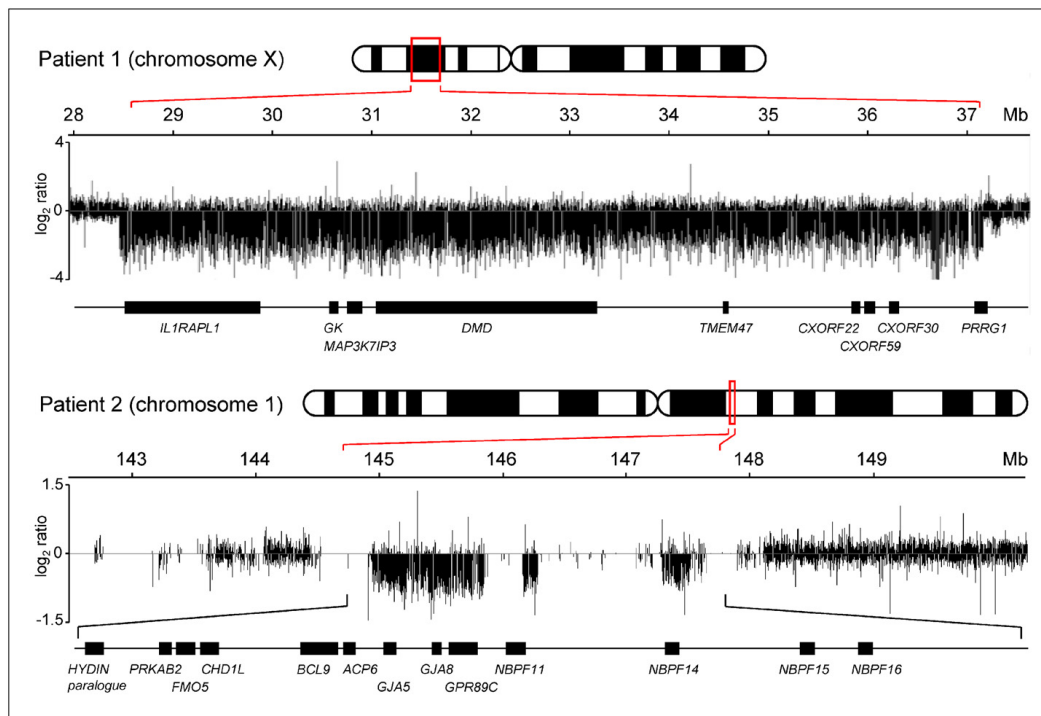 Patient 1 (chromosome X)
28 29 30 31 32 33 34 35 36 37 Mb
4
0
-4
log2 ratio
IL1RAPL1 GK DMD TMEM47 CXORF22 CXORF30 PRRG1
MAP3K7IP3 CXORF59
Patient 2 (chromosome 1)
143 144 145 146 147 148 149 Mb
1.5
0
-1.5
log2 ratio
HYDIN PRKAB2 CHD1L BCL9 ACP6 GJA8 NBPF11 NBPF14 NBPF15 NBPF16
paralogue FMO5 GJA5 GPR89C